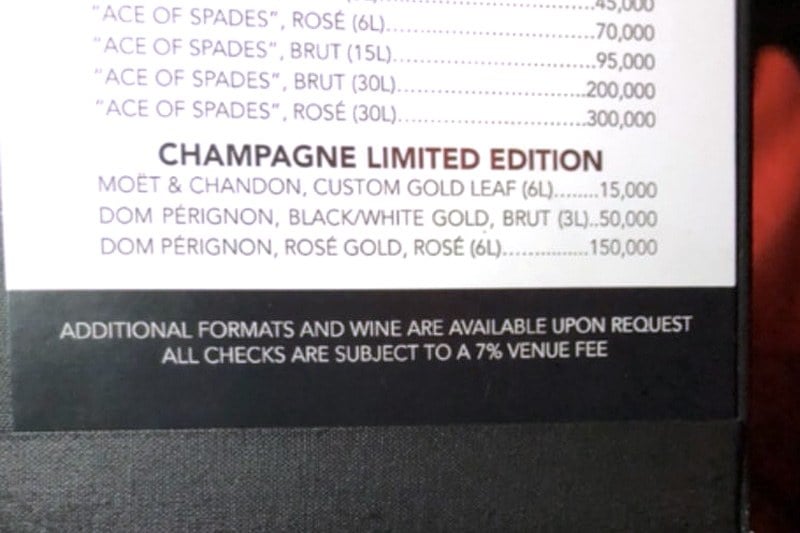 45,000
"ACE OF SPADES", ROSÉ (6L)..............................70,000
"ACE OF SPADES", BRUT (15L)..............................95,000
"ACE OF SPADES", BRUT (30L)............................200,000
"ACE OF SPADES", ROSÉ (30L)............................300,000
CHAMPAGNE LIMITED EDITION
MOËT & CHANDON, CUSTOM GOLD LEAF (6L)........15,000
DOM PÉRIGNON, BLACK/WHITE GOLD, BRUT (3L)..50,000
DOM PÉRIGNON, ROSÉ GOLD, ROSÉ (6L)................150,000
ADDITIONAL FORMATS AND WINE ARE AVAILABLE UPON REQUEST
ALL CHECKS ARE SUBJECT TO A 7% VENUE FEE